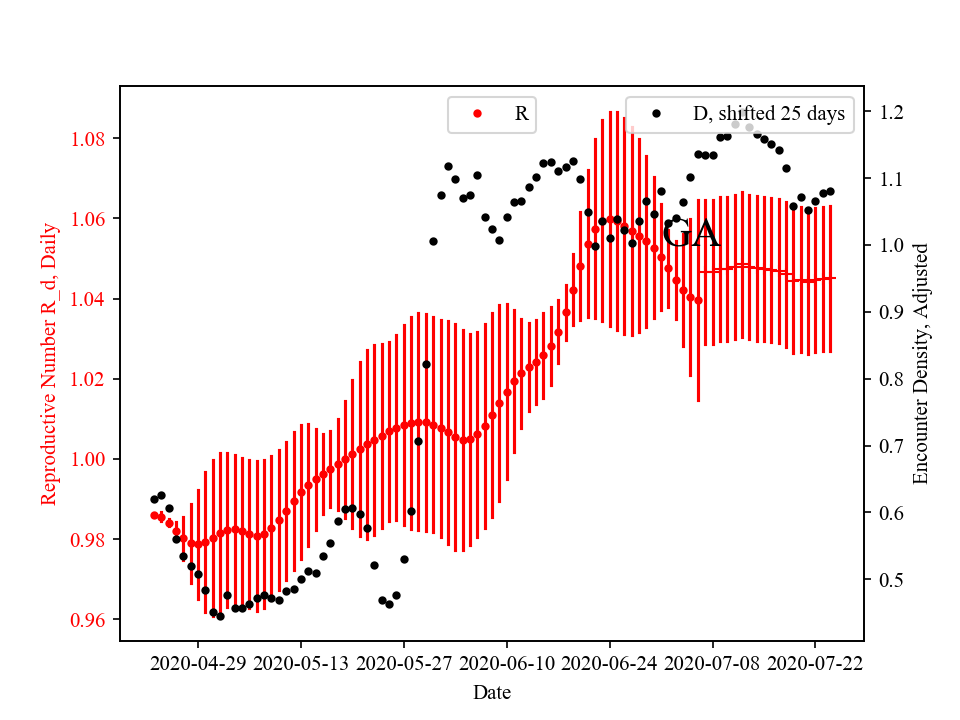 R
D, shifted 25 days
GA
Reproductive Number R_d, Daily
1.08
1.06
1.04
1.02
1.00
0.98
0.96
1.2
1.1
1.0
0.9
0.8
0.7
0.6
0.5
Encounter Density, Adjusted
2020-04-29 2020-05-13 2020-05-27 2020-06-10 2020-06-24 2020-07-08 2020-07-22
Date